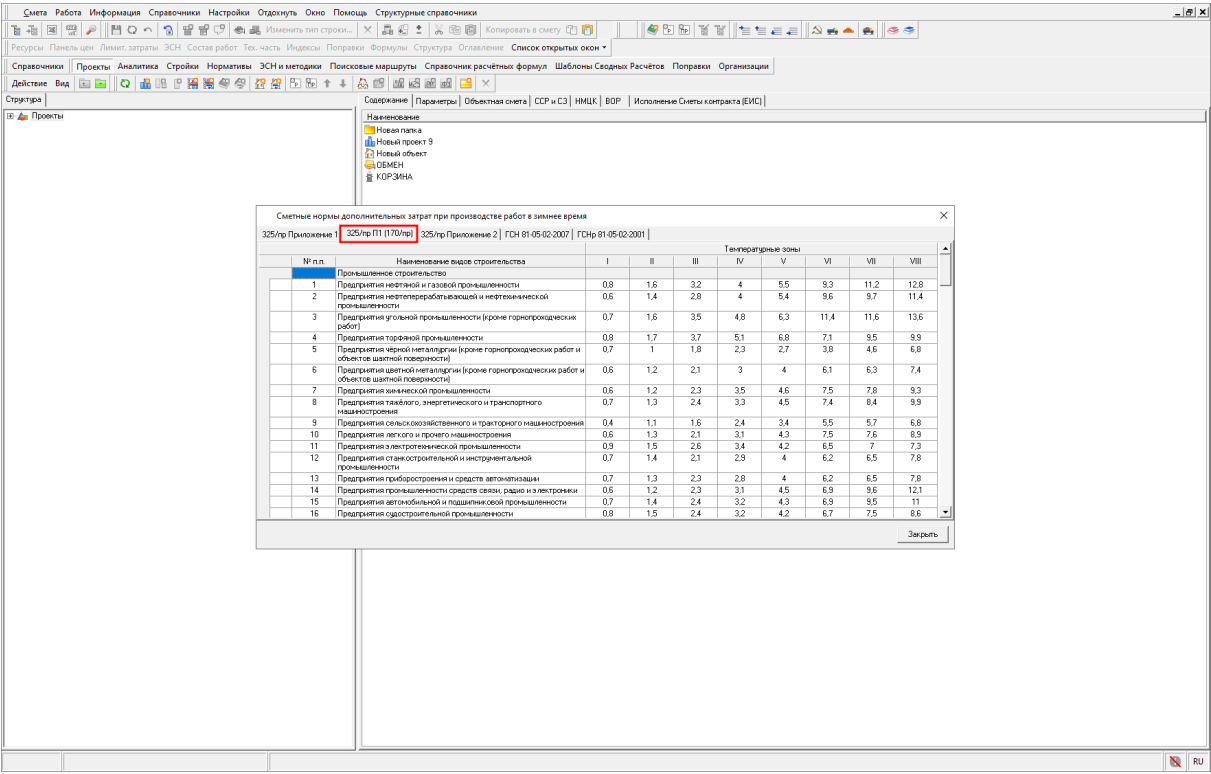 Смета Работа Информация Справочники Настройки Отдохнуть Окно Помощь Структурные справочники
Изменить тип строки... Копировать в смету
Ресурсы Панель цен Лимит. затраты ЭСН Состав работ Тех. часть Индексы Поправки Формулы Структура Оглавление Список открытых окон
Справочники Проекты Аналитика Стройки Нормативы ЭСН и методики Поисковые маршруты Справочник расчётных формул Шаблоны Сводных Расчётов Поправки Организации
Действие Вид
Структура
Содержание Параметры Объектная смета ССР и СЗ НМЦК ВОР Исполнение Сметы контракта (ЕИС)
Проекты
Наименование
Новая папка
Новый проект 9
Новый объект
ОБМЕН
КОРЗИНА
Сметные нормы дополнительных затрат при производстве работ в зимнее время
325/пр Приложение 1 325/пр П1 (170/пр) 325/пр Приложение 2 ГСН 81-05-02-2007 ГСНр 81-05-02-2001
Температурные зоны
№ п.п. Наименование видов строительства I II III IV V VI VII VIII
Промышленное строительство
1 Предприятия нефтяной и газовой промышленности 0,8 1,6 3,2 4 5,5 9,3 11,2 12,8
2 Предприятия нефтеперерабатывающей и нефтехимической 0,6 1,4 2,8 4 5,4 9,6 9,7 11,4
промышленности
3 Предприятия угольной промышленности (кроме горнопроходческих 0,7 1,6 3,5 4,8 6,3 11,4 11,6 13,6
работ)
4 Предприятия торфяной промышленности 0,8 1,7 3,7 5,1 6,8 7,1 9,5 9,9
5 Предприятия чёрной металлургии (кроме горнопроходческих работ и 0,7 1 1,8 2,3 2,7 3,8 4,6 6,8
объектов шахтной поверхности)
6 Предприятия цветной металлургии (кроме горнопроходческих работ и 0,6 1,2 2,1 3 4 6,1 6,3 7,4
объектов шахтной поверхности)
7 Предприятия химической промышленности 0,6 1,2 2,3 3,5 4,6 7,5 7,8 9,3
8 Предприятия тяжёлого, энергетического и транспортного 0,7 1,3 2,4 3,3 4,5 7,4 8,4 9,9
машиностроения
9 Предприятия сельскохозяйственного и тракторного машиностроения 0,4 1,1 1,6 2,4 3,4 5,5 5,7 6,8
10 Предприятия легкого и прочего машиностроения 0,6 1,3 2,1 3,1 4,3 7,5 7,6 8,9
11 Предприятия электротехнической промышленности 0,9 1,5 2,6 3,4 4,2 6,5 7 7,3
12 Предприятия станкостроительной и инструментальной 0,7 1,4 2,1 2,9 4 6,2 6,5 7,8
промышленности
13 Предприятия приборостроения и средств автоматизации 0,7 1,3 2,3 2,8 4 6,2 6,5 7,8
14 Предприятия промышленности средств связи, радио и электроники 0,6 1,2 2,3 3,1 4,5 6,9 9,6 12,1
15 Предприятия автомобильной и подшипниковой промышленности 0,7 1,4 2,4 3,2 4,3 6,9 9,5 11
16 Предприятия судостроительной промышленности 0,8 1,5 2,4 3,2 4,2 6,7 7,5 8,6
Закрыть
RU